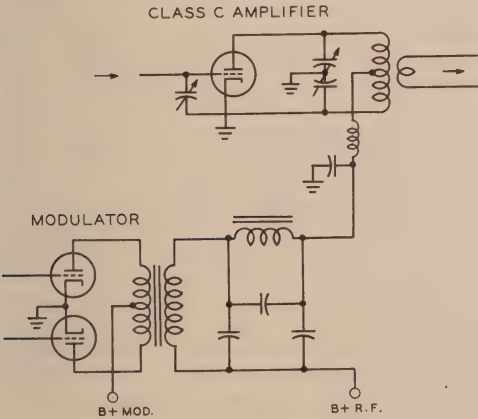 CLASS C AMPLIFIER
MODULATOR
B+ MOD.
B+ R.F.